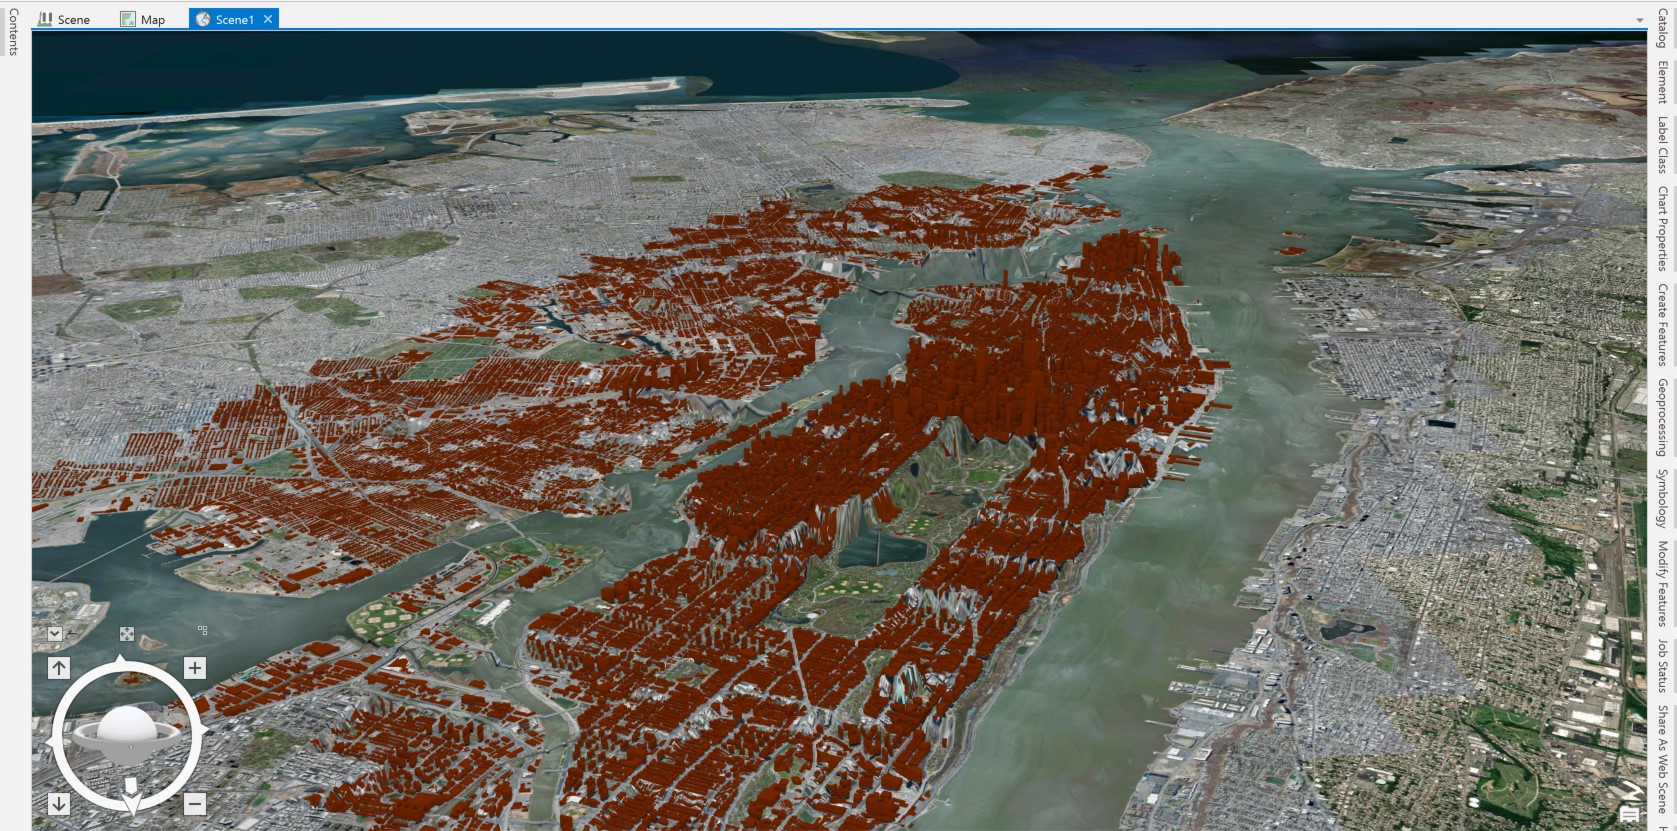 Contents
Scene
Map
Scene1
Catalog
Element
Label Class
Chart Properties
Create Features
Geoprocessing
Symbology
Modify Features
Job Status
Share As Web Scene